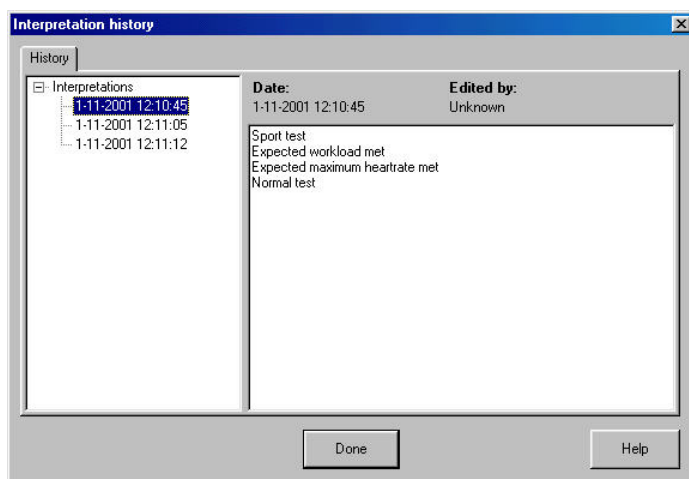 Interpretation history
History
Interpretations
1-11-2001 12:10:45
1-11-2001 12:11:05
1-11-2001 12:11:12
Date: Edited by:
1-11-2001 12:10:45 Unknown
Sport test
Expected workload met
Expected maximum heartrate met
Normal test
Done Help